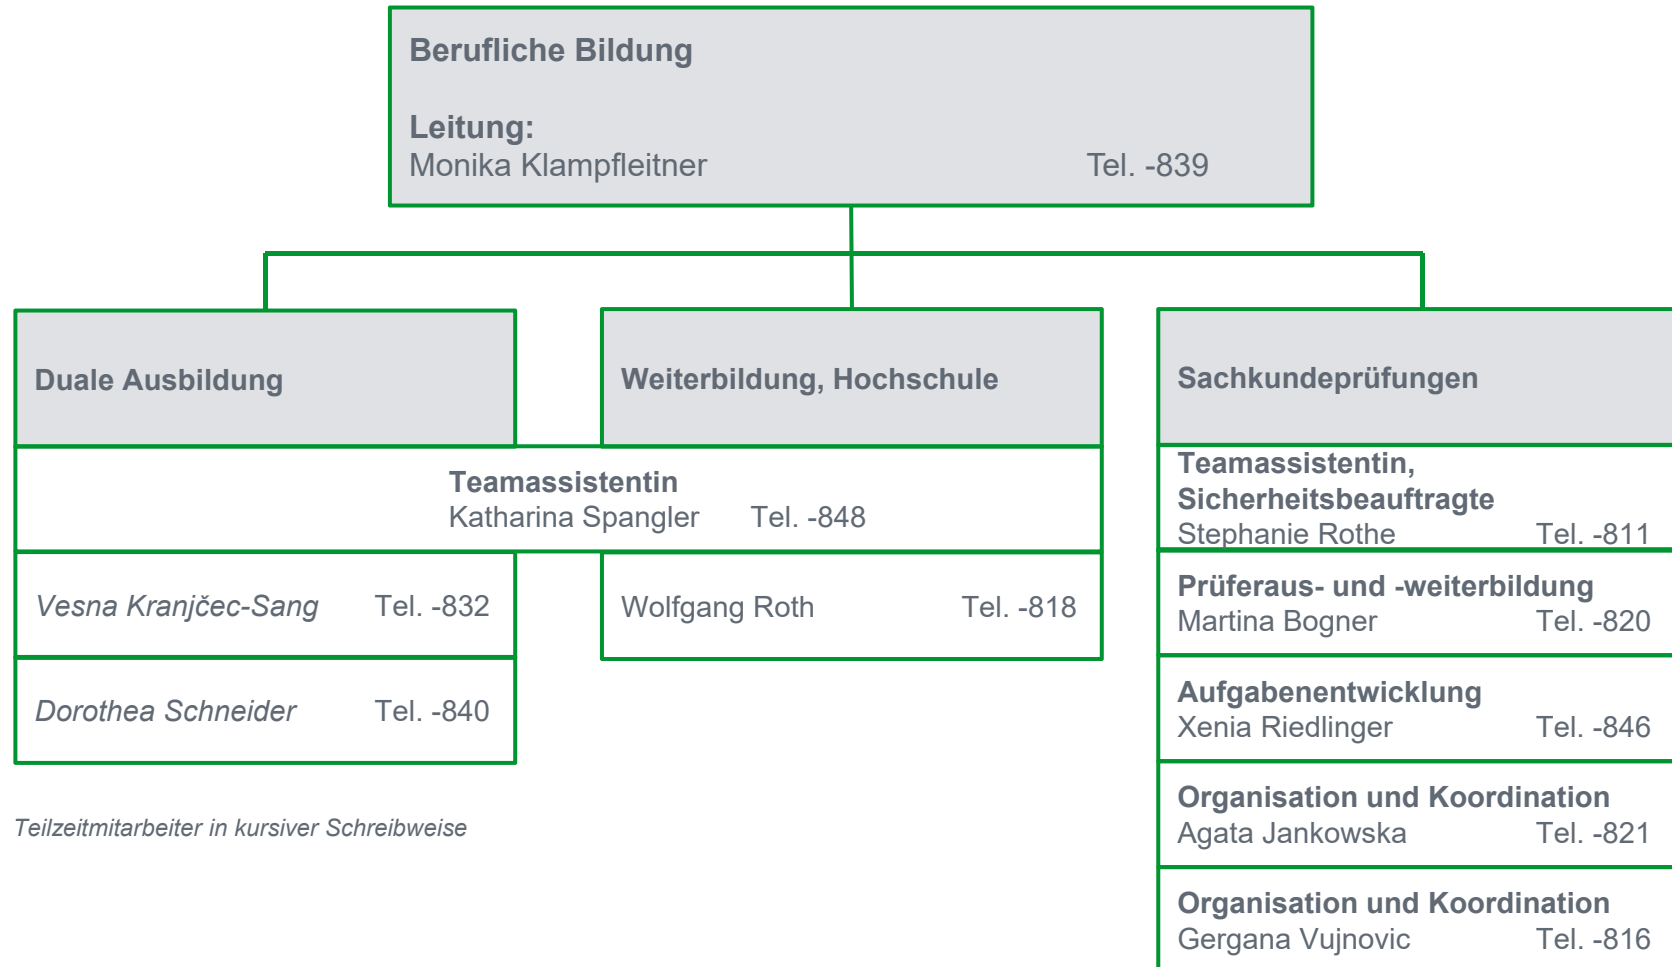 Berufliche Bildung
Leitung:
Monika Klampfleitner Tel. -839
Duale Ausbildung
Weiterbildung, Hochschule
Teamassistentin
Katharina Spangler Tel. -848
Vesna Kranjčec-Sang Tel. -832
Wolfgang Roth Tel. -818
Dorothea Schneider Tel. -840
Sachkundeprüfungen
Teamassistentin,
Sicherheitsbeauftragte
Stephanie Rothe Tel. -811
Prüferaus- und -weiterbildung
Martina Bogner Tel. -820
Aufgabenentwicklung
Xenia Riedlinger Tel. -846
Organisation und Koordination
Agata Jankowska Tel. -821
Organisation und Koordination
Gergana Vujnovic Tel. -816
Teilzeitmitarbeiter in kursiver Schreibweise